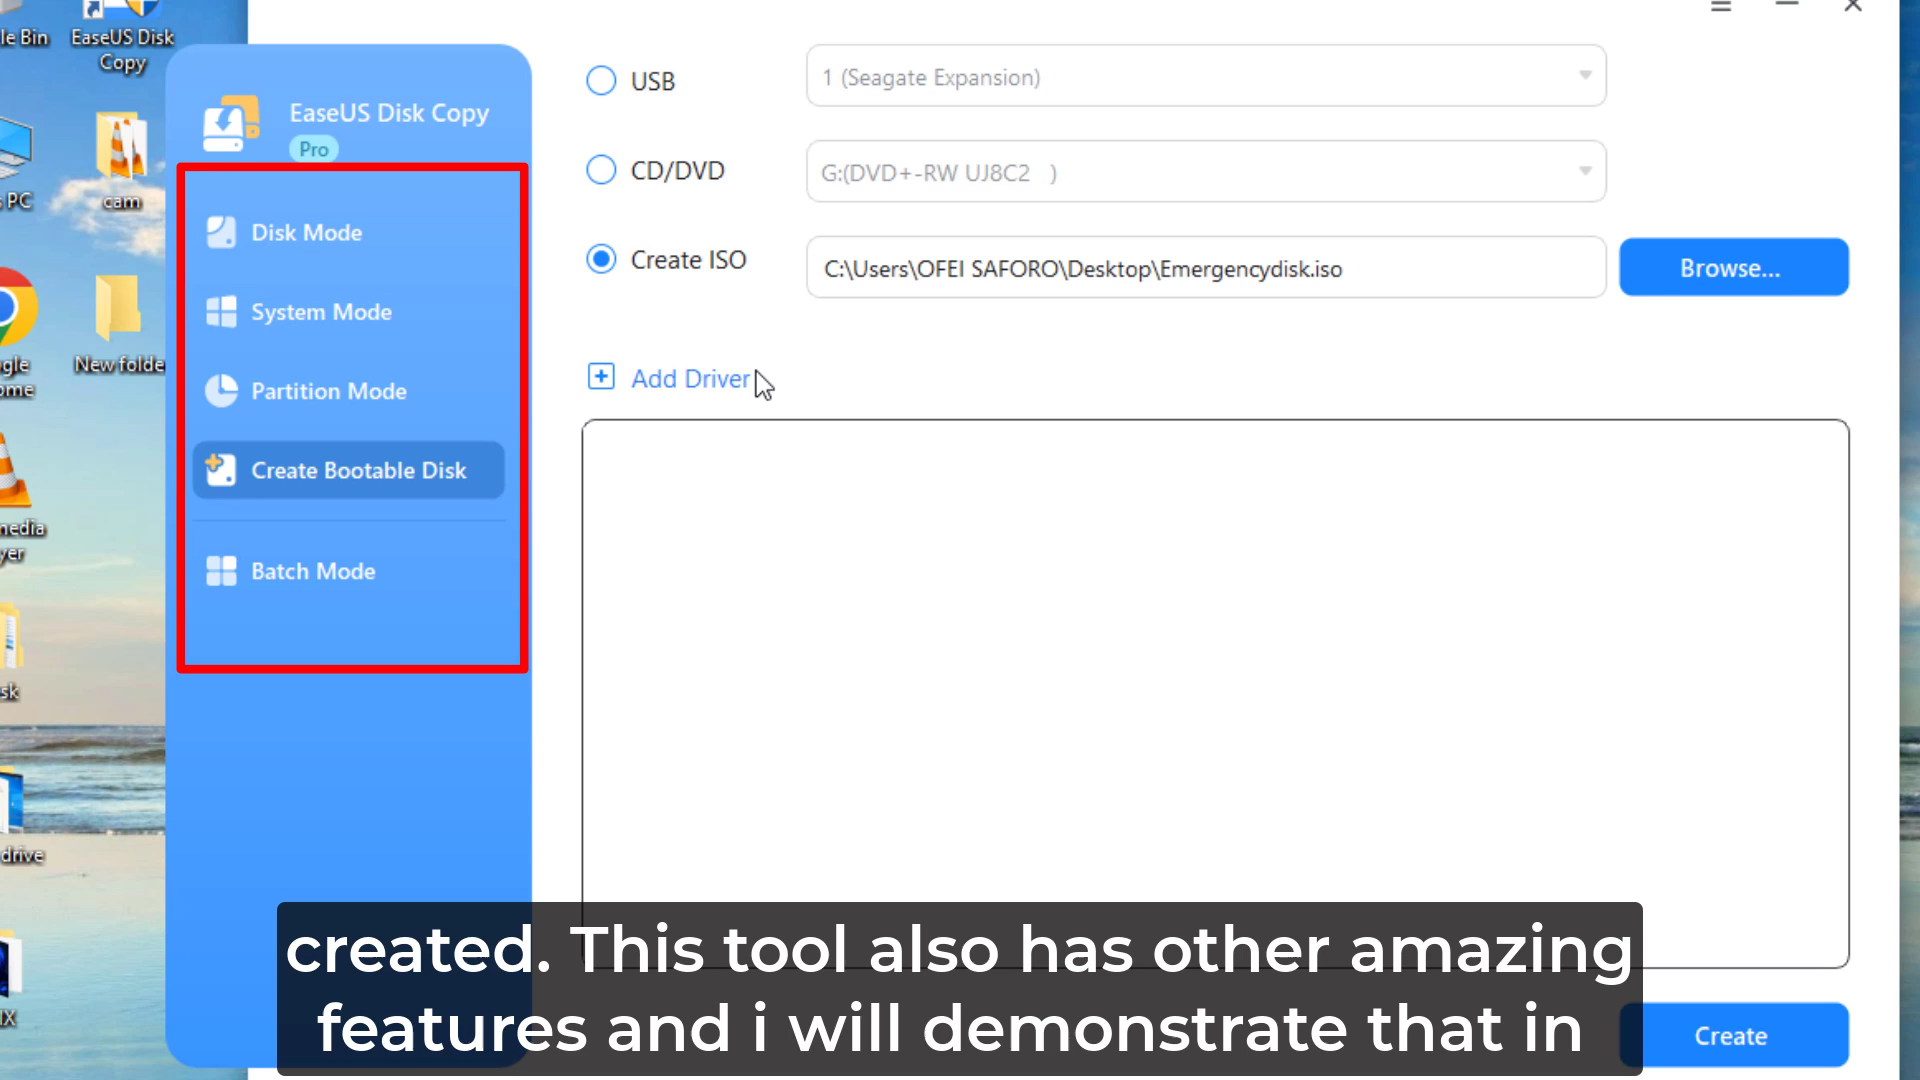 le Bin
EaseUS Disk
Copy
PC
cam
gle
ome
New folde
nedia
yer
sk
drive
IX
EaseUS Disk Copy
Pro
Disk Mode
System Mode
Partition Mode
Create Bootable Disk
Batch Mode
USB
1 (Seagate Expansion)
CD/DVD
G:(DVD+-RW UJ8C2 )
Create ISO
C:\Users\OFEI SAFORO\Desktop\Emergencydisk.iso
Browse...
Add Driver
created. This tool also has other amazing
features and i will demonstrate that in
Create